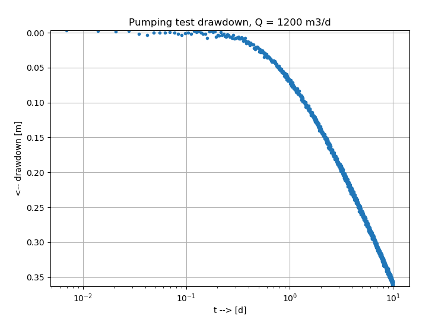 Pumping test drawdown, Q = 1200 m3/d
0.00
0.05
0.10
0.15
0.20
0.25
0.30
0.35
<-- drawdown [m]
10⁻² 10⁻¹ 10⁰ 10¹
t --> [d]